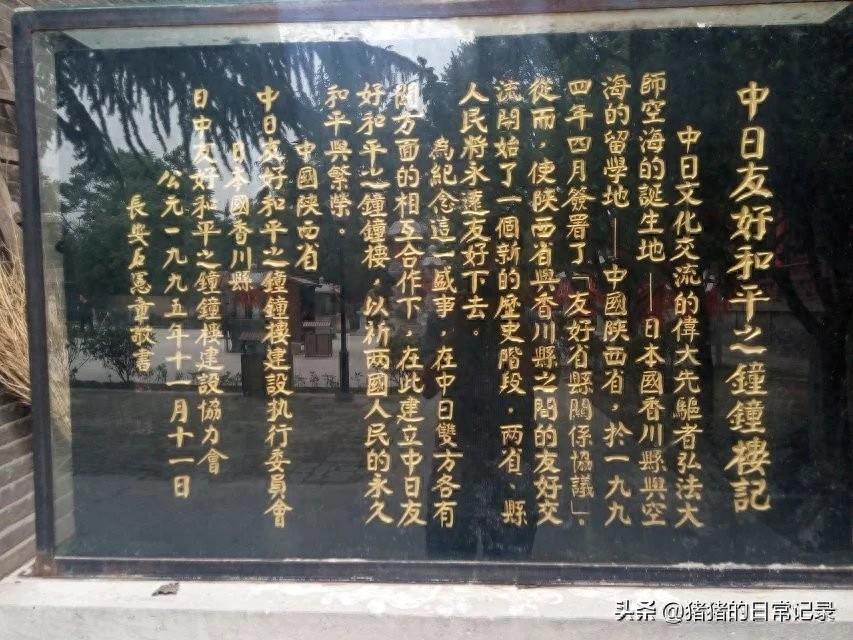 中日友好和平之鐘鐘樓記
中日文化交流的偉大先驅者弘法大
師空海的誕生地——日本國香川縣與空
海的留學地——中國陝西省，於一九九
四年四月簽署了「友好省縣關係協議」。
從而，使陝西省與香川縣之間的友好交
流開始了一個新的歷史階段，兩省、縣
人民將永遠友好下去。
為紀念這一盛事，在中日雙方各有
關方面的相互合作下，在此建立中日友
好和平之鐘鐘樓，以祈兩國人民的永久
和平與繁榮。
中國陝西省
中日友好和平之鐘鐘樓建設执行委員會
日本國香川縣
日中友好和平之鐘鐘樓建設協力會
公元一九九五年十一月十一日
長安丘憲童敬書
头条 @猪猪的日常记录